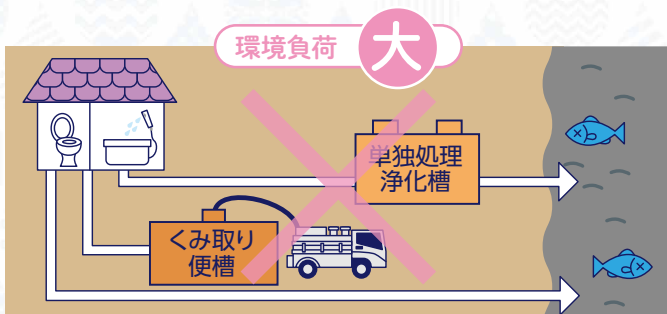 環境負荷 大
単独処理
浄化槽
くみ取り
便槽